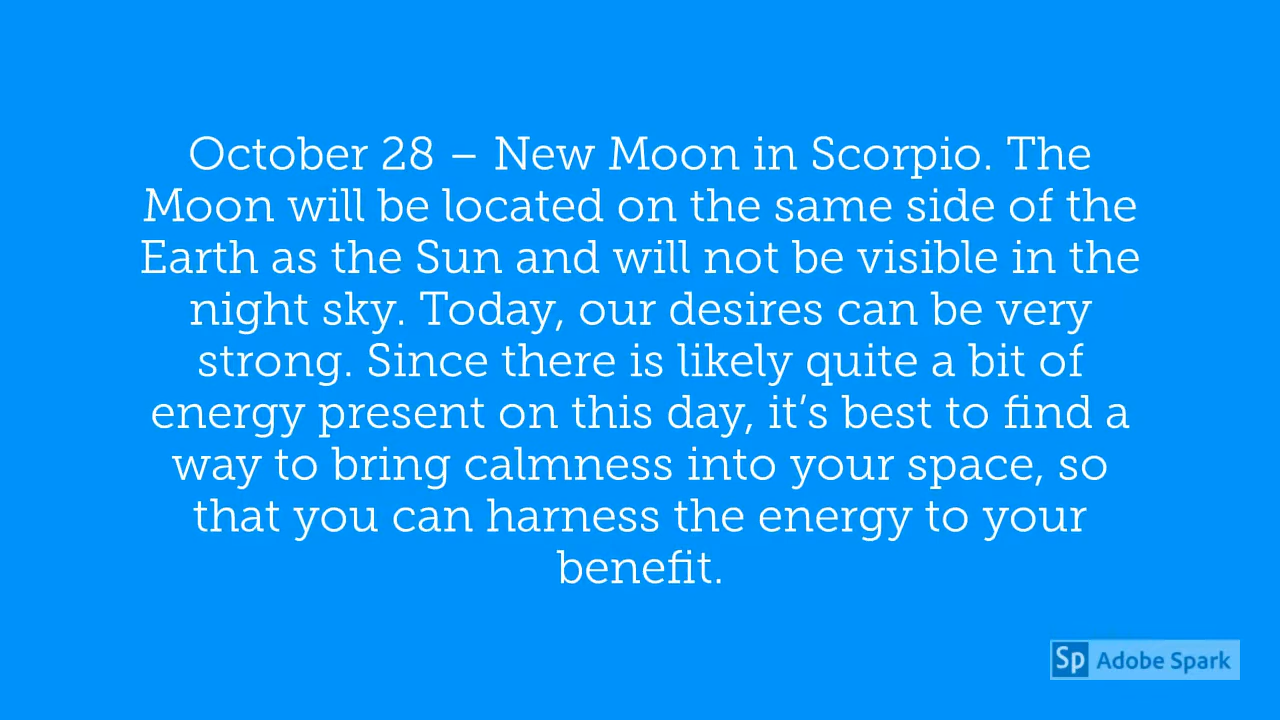 October 28 – New Moon in Scorpio. The
Moon will be located on the same side of the
Earth as the Sun and will not be visible in the
night sky. Today, our desires can be very
strong. Since there is likely quite a bit of
energy present on this day, it’s best to find a
way to bring calmness into your space, so
that you can harness the energy to your
benefit.
Sp Adobe Spark